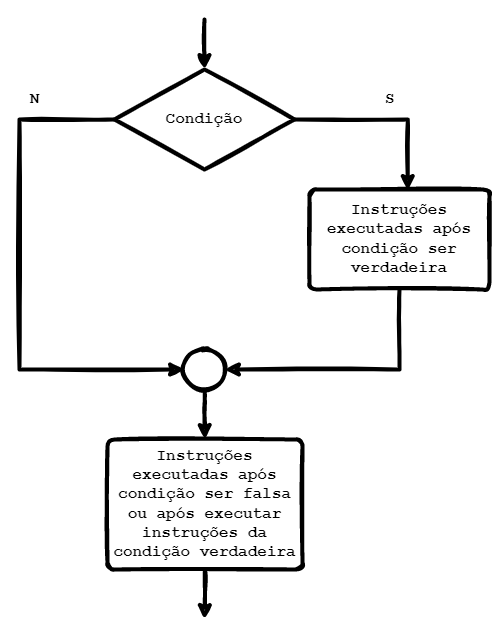 N
S
Condição
Instruções
executadas após
condição ser
verdadeira
Instruções
executadas após
condição ser falsa
ou após executar
instruções da
condição verdadeira